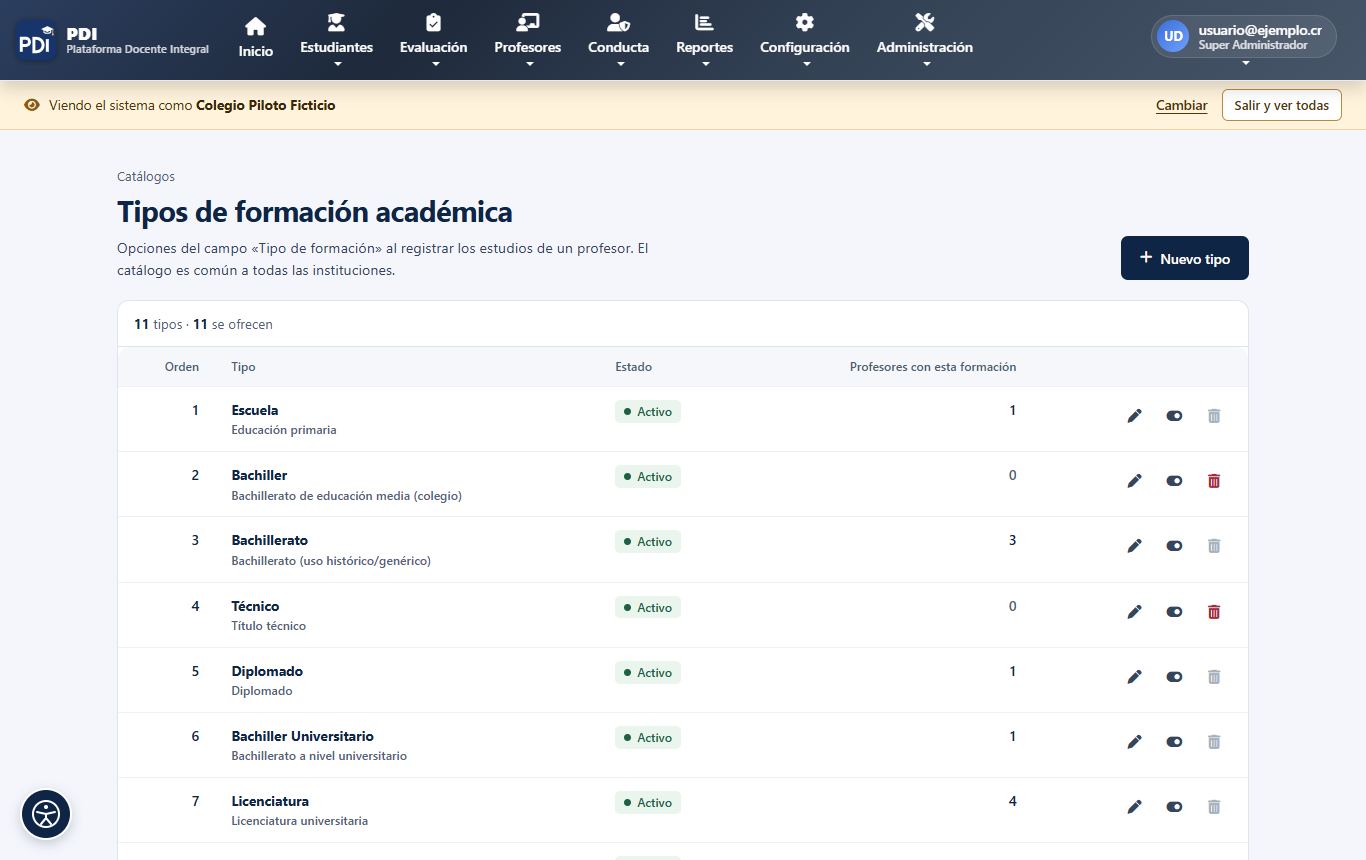 PDI
PDI
Plataforma Docente Integral
Inicio
Estudiantes
Evaluación
Profesores
Conducta
Reportes
Configuración
Administración
UD
usuario@ejemplo.cr
Super Administrador
Viendo el sistema como Colegio Piloto Ficticio
Cambiar
Salir y ver todas
Catálogos
Tipos de formación académica
Opciones del campo «Tipo de formación» al registrar los estudios de un profesor. El
catálogo es común a todas las instituciones.
+ Nuevo tipo
11 tipos · 11 se ofrecen
Orden Tipo Estado Profesores con esta formación
1 Escuela Activo 1
Educación primaria
2 Bachiller Activo 0
Bachillerato de educación media (colegio)
3 Bachillerato Activo 3
Bachillerato (uso histórico/genérico)
4 Técnico Activo 0
Título técnico
5 Diplomado Activo 1
Diplomado
6 Bachiller Universitario Activo 1
Bachillerato a nivel universitario
7 Licenciatura Activo 4
Licenciatura universitaria